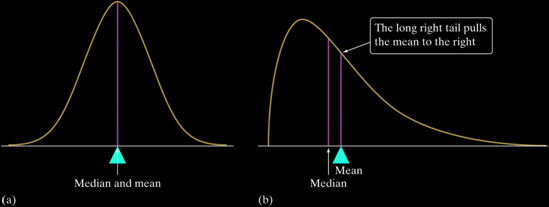 The long right tail pulls
the mean to the right
Median and mean
Mean
Median
(a)
(b)